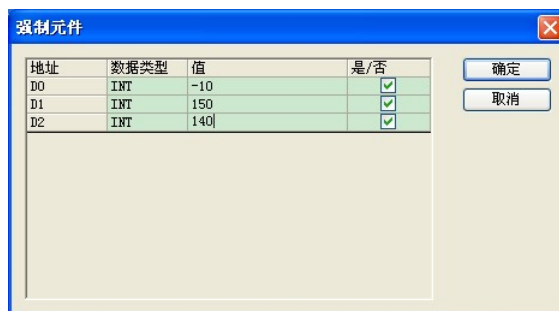 强制元件
地址 数据类型 值 是/否
D0 INT -10
D1 INT 150
D2 INT 140
确定
取消